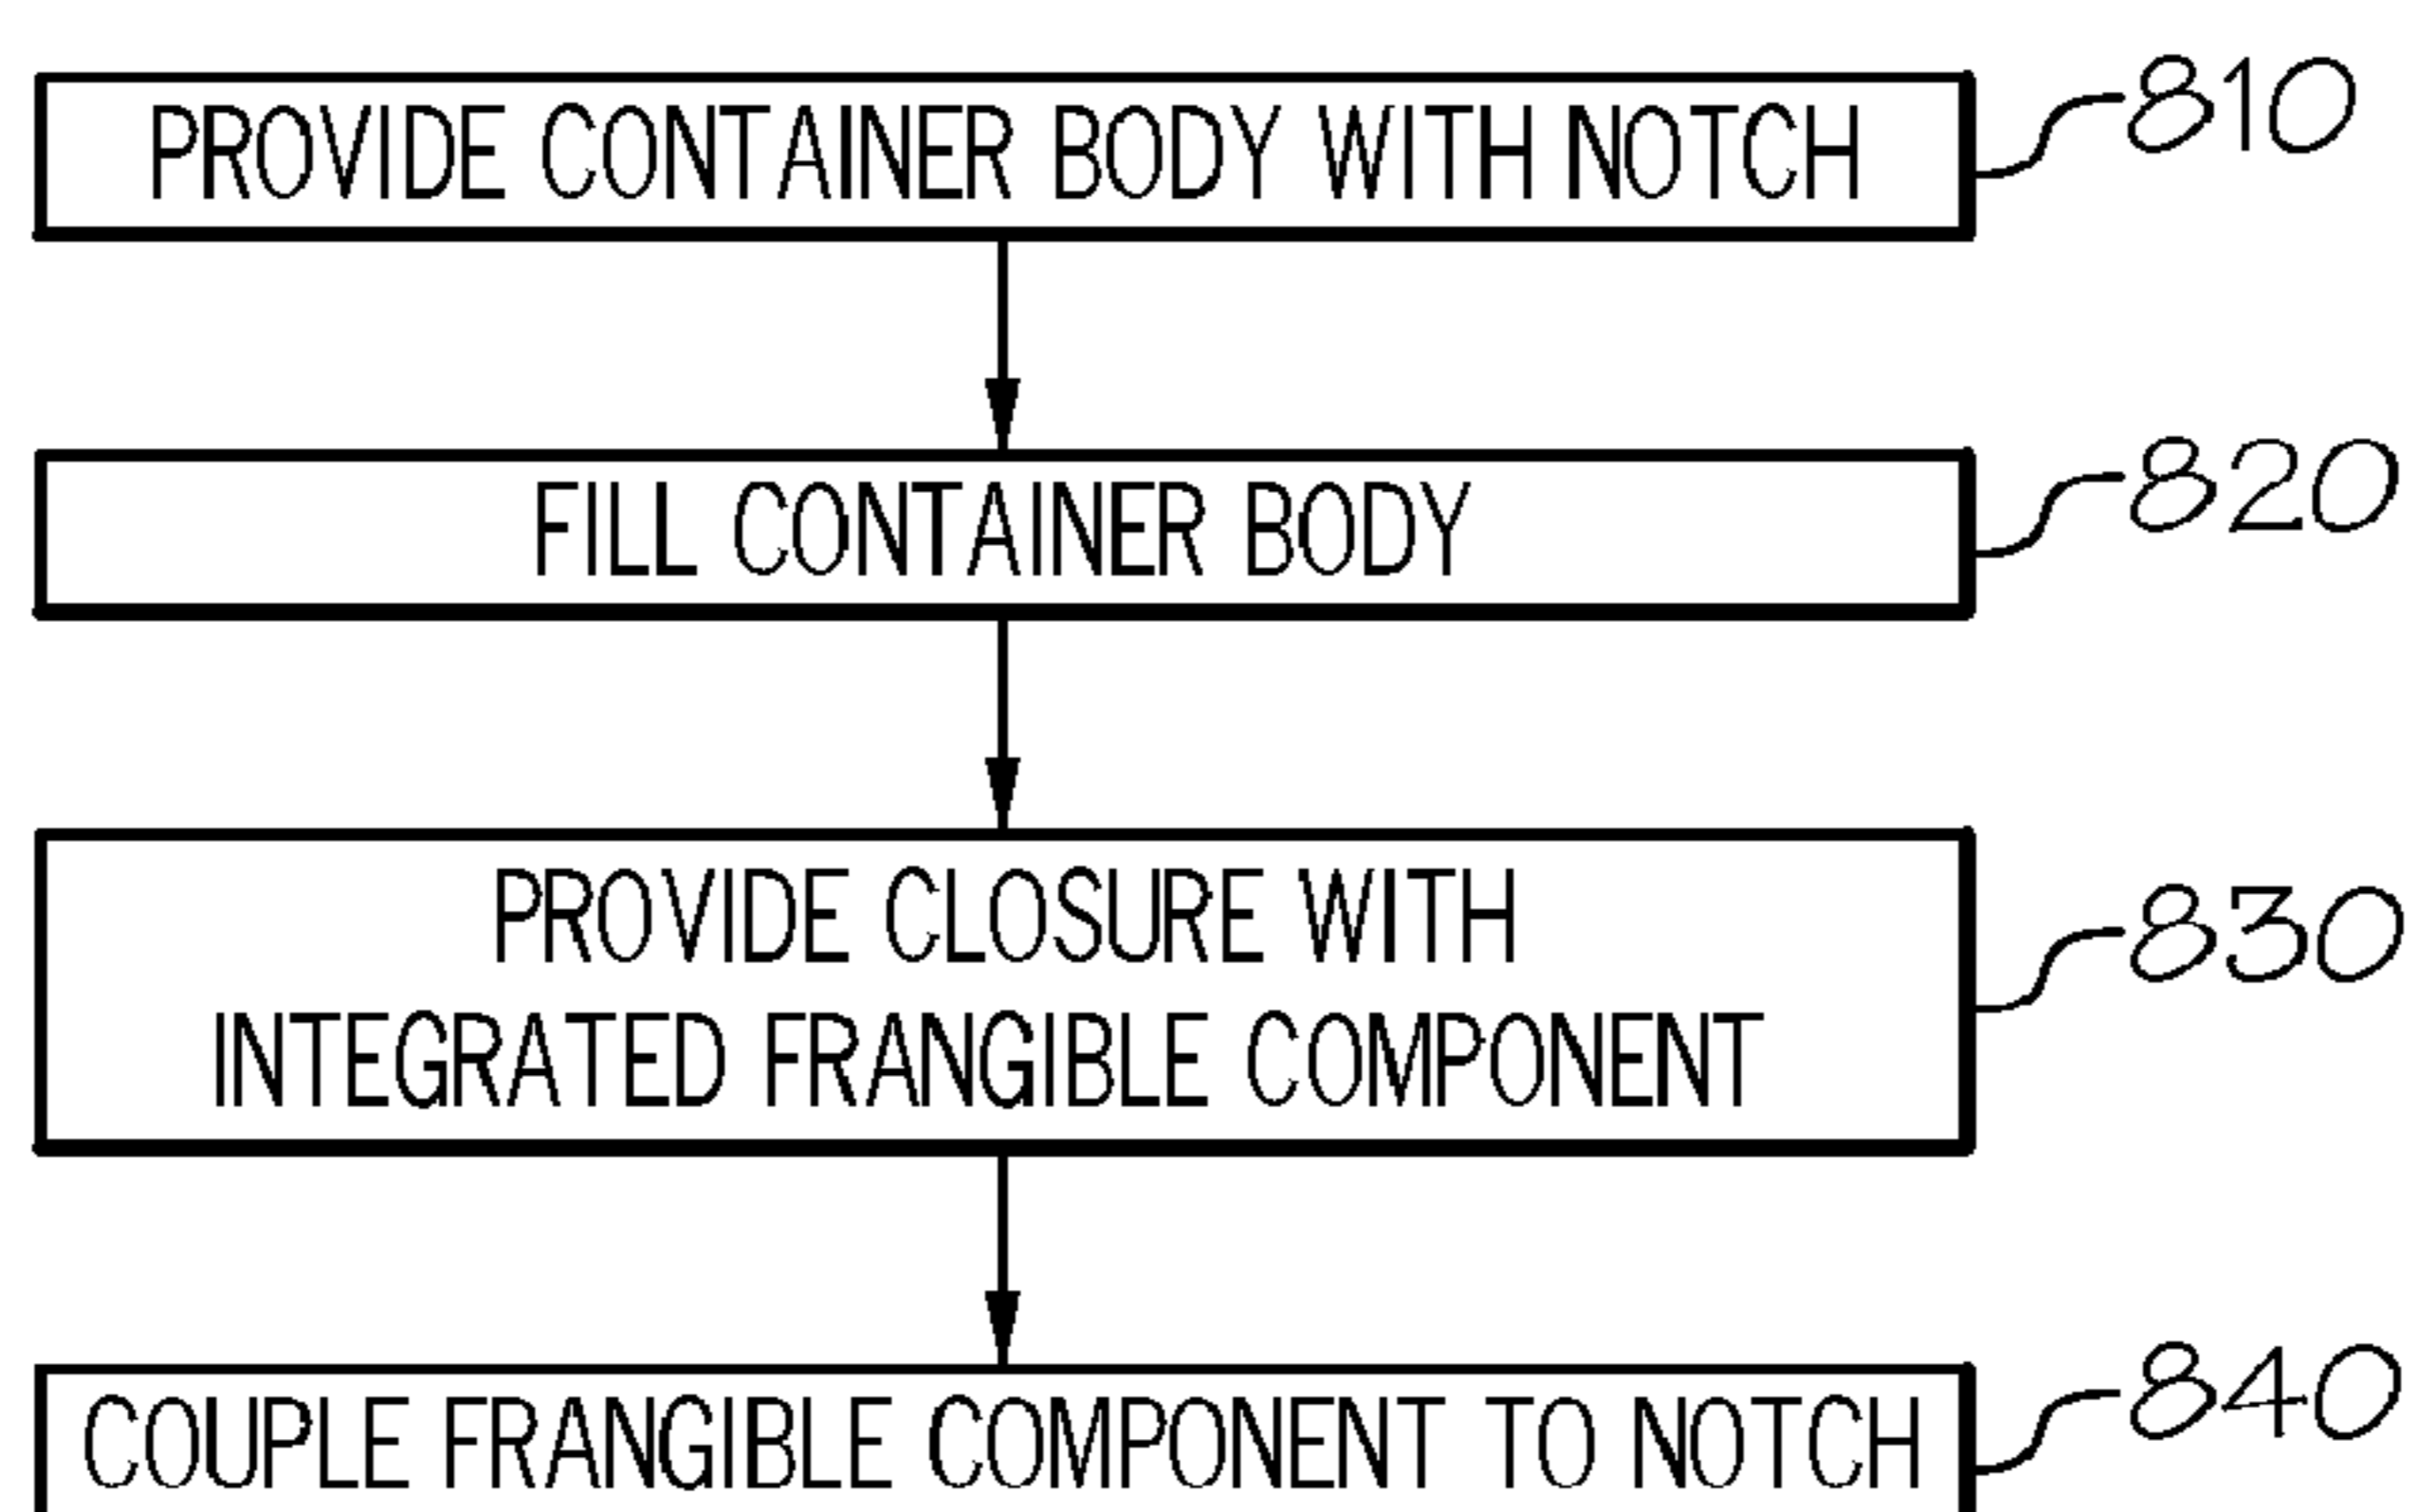 PROVIDE CONTAINER BODY WITH NOTCH
810
FILL CONTAINER BODY
820
PROVIDE CLOSURE WITH
INTEGRATED FRANGIBLE COMPONENT
830
COUPLE FRANGIBLE COMPONENT TO NOTCH
840